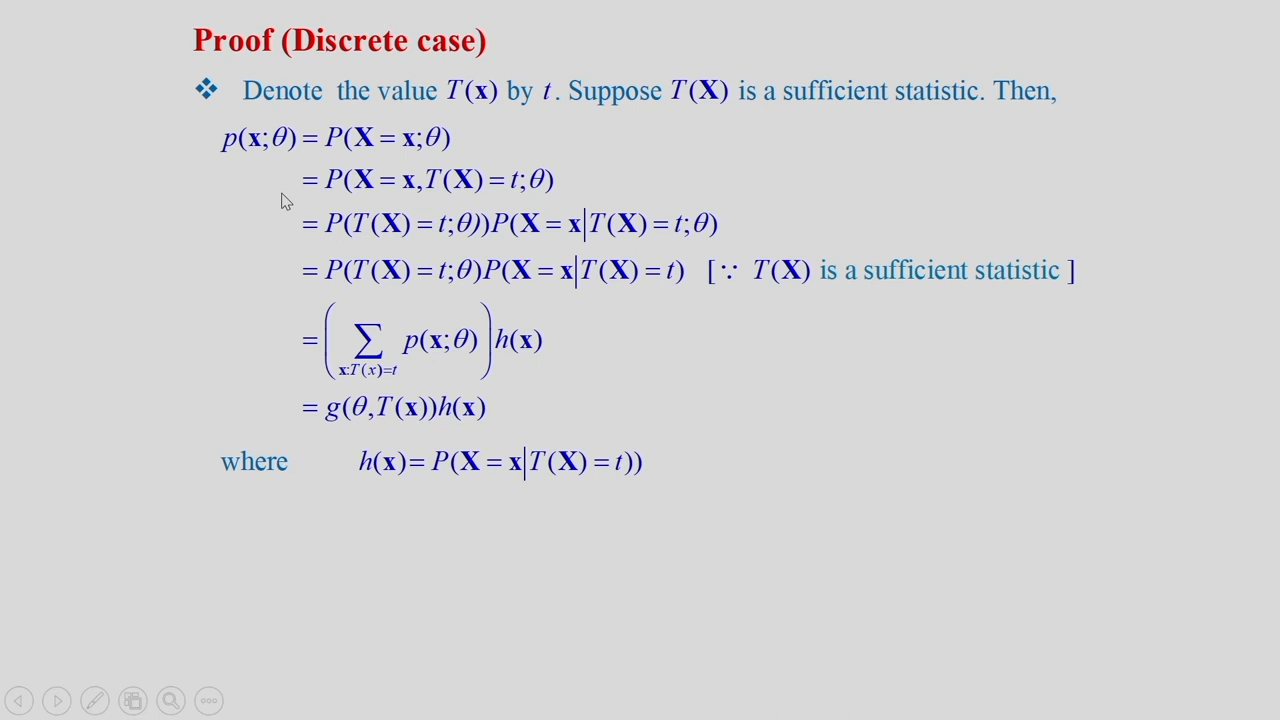 Proof (Discrete case)
❖ Denote the value T(x) by t. Suppose T(X) is a sufficient statistic. Then,
p(x;θ) = P(X = x;θ)
= P(X = x,T(X) = t;θ)
= P(T(X) = t;θ))P(X = x|T(X) = t;θ)
= P(T(X) = t;θ)P(X = x|T(X) = t) [∵ T(X) is a sufficient statistic ]
= (∑ p(x;θ)) h(x)
x:T(x)=t
= g(θ,T(x))h(x)
where h(x)= P(X = x|T(X) = t))